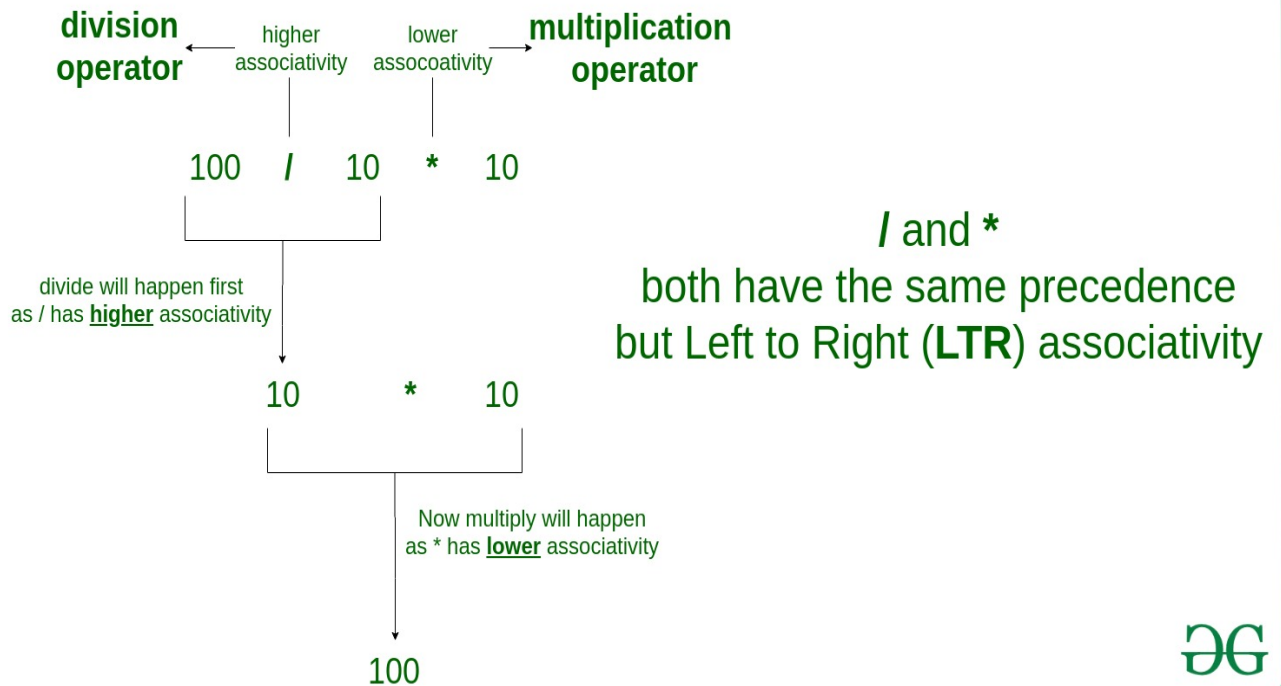 division
operator
higher
associativity
lower
assocoativity
multiplication
operator
100 / 10 * 10
divide will happen first
as / has higher associativity
10 * 10
Now multiply will happen
as * has lower associativity
100
/ and *
both have the same precedence
but Left to Right (LTR) associativity